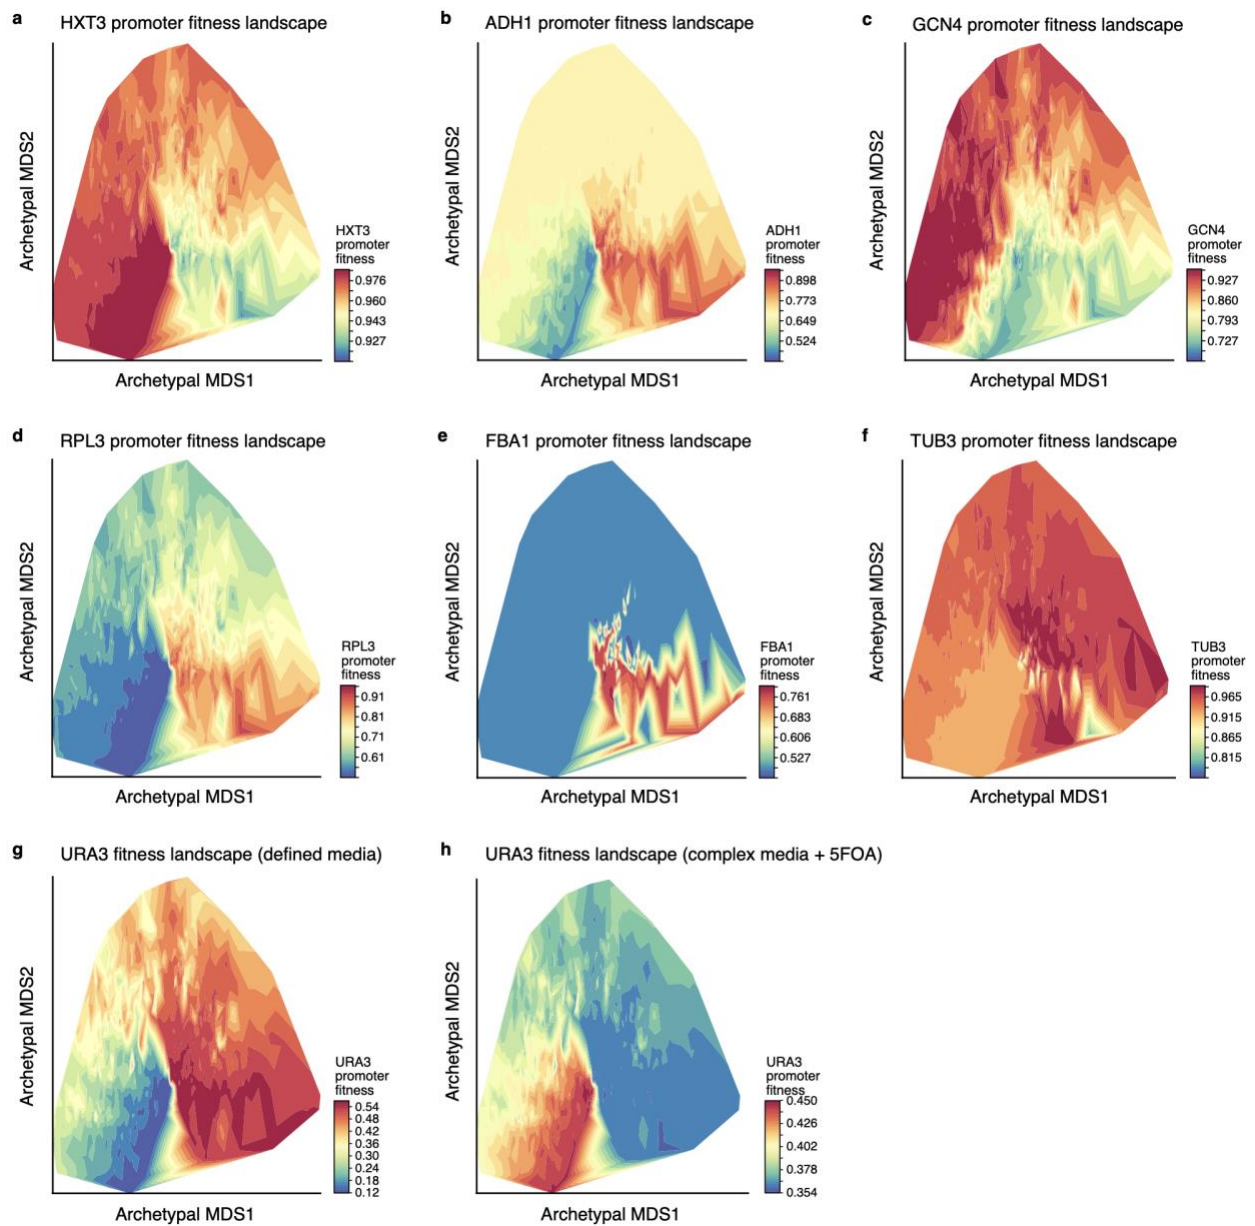 a HXT3 promoter fitness landscape
Archetypal MDS2
HXT3
promoter
fitness
0.976
0.960
0.943
0.927
Archetypal MDS1
b ADH1 promoter fitness landscape
Archetypal MDS2
ADH1
promoter
fitness
0.898
0.773
0.649
0.524
Archetypal MDS1
c GCN4 promoter fitness landscape
Archetypal MDS2
GCN4
promoter
fitness
0.927
0.860
0.793
0.727
Archetypal MDS1
d RPL3 promoter fitness landscape
Archetypal MDS2
RPL3
promoter
fitness
0.91
0.81
0.71
0.61
Archetypal MDS1
e FBA1 promoter fitness landscape
Archetypal MDS2
FBA1
promoter
fitness
0.761
0.683
0.606
0.527
Archetypal MDS1
f TUB3 promoter fitness landscape
Archetypal MDS2
TUB3
promoter
fitness
0.965
0.915
0.865
0.815
Archetypal MDS1
g URA3 fitness landscape (defined media)
Archetypal MDS2
URA3
promoter
fitness
0.54
0.48
0.42
0.36
0.30
0.24
0.18
0.12
Archetypal MDS1
h URA3 fitness landscape (complex media + 5FOA)
Archetypal MDS2
URA3
promoter
fitness
0.450
0.426
0.402
0.378
0.354
Archetypal MDS1